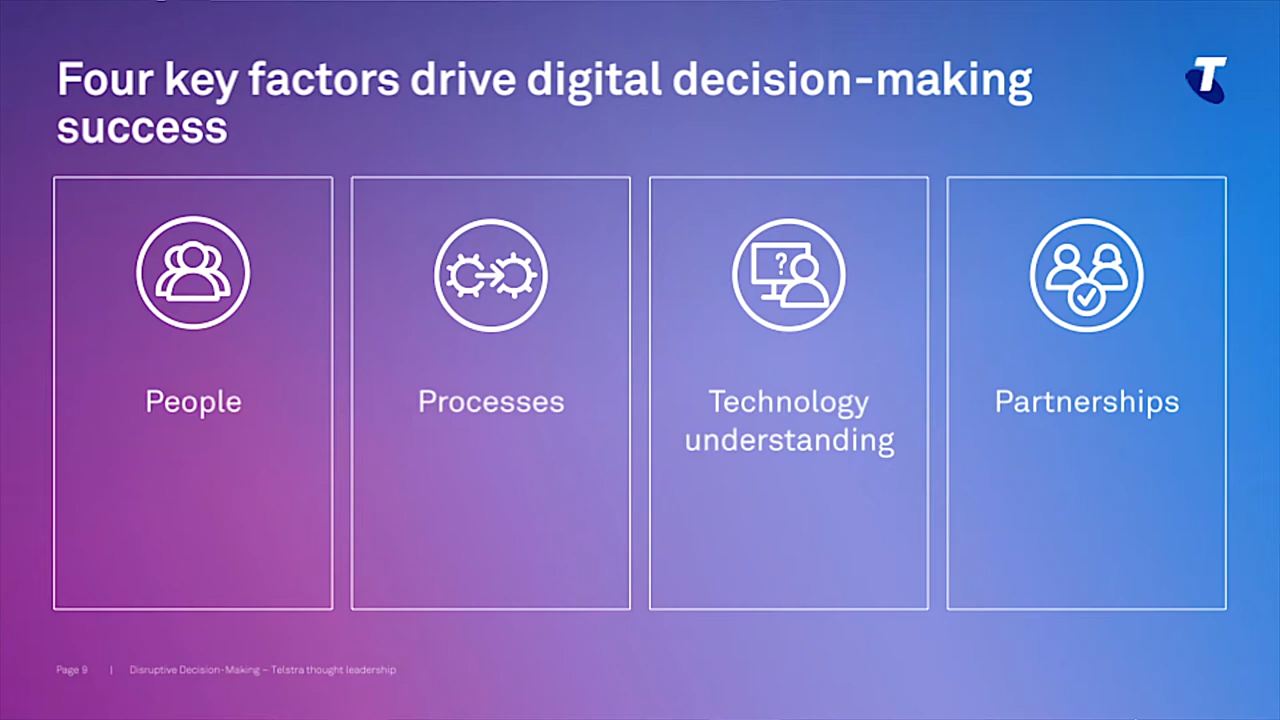 Four key factors drive digital decision-making
success
T
People
Processes
?
Technology
understanding
Partnerships
Page 9 | Disruptive Decision-Making – Telstra thought leadership